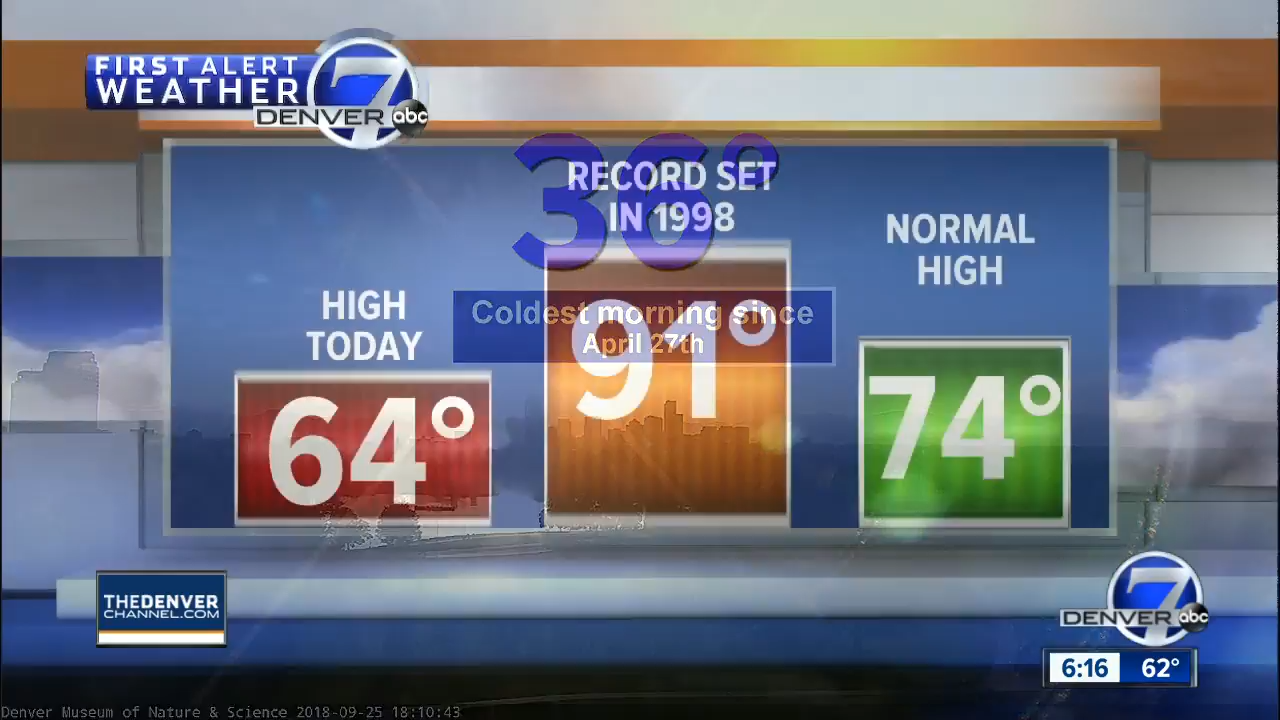 FIRST ALERT
WEATHER
7
DENVER
abc
36°
RECORD SET
IN 1998
NORMAL
HIGH
HIGH
TODAY
Coldest morning since
April 27th
91°
64°
74°
THEDENVER
CHANNEL.COM
7
DENVER
abc
6:16 62°
Denver Museum of Nature & Science 2018-09-25 18:10:43